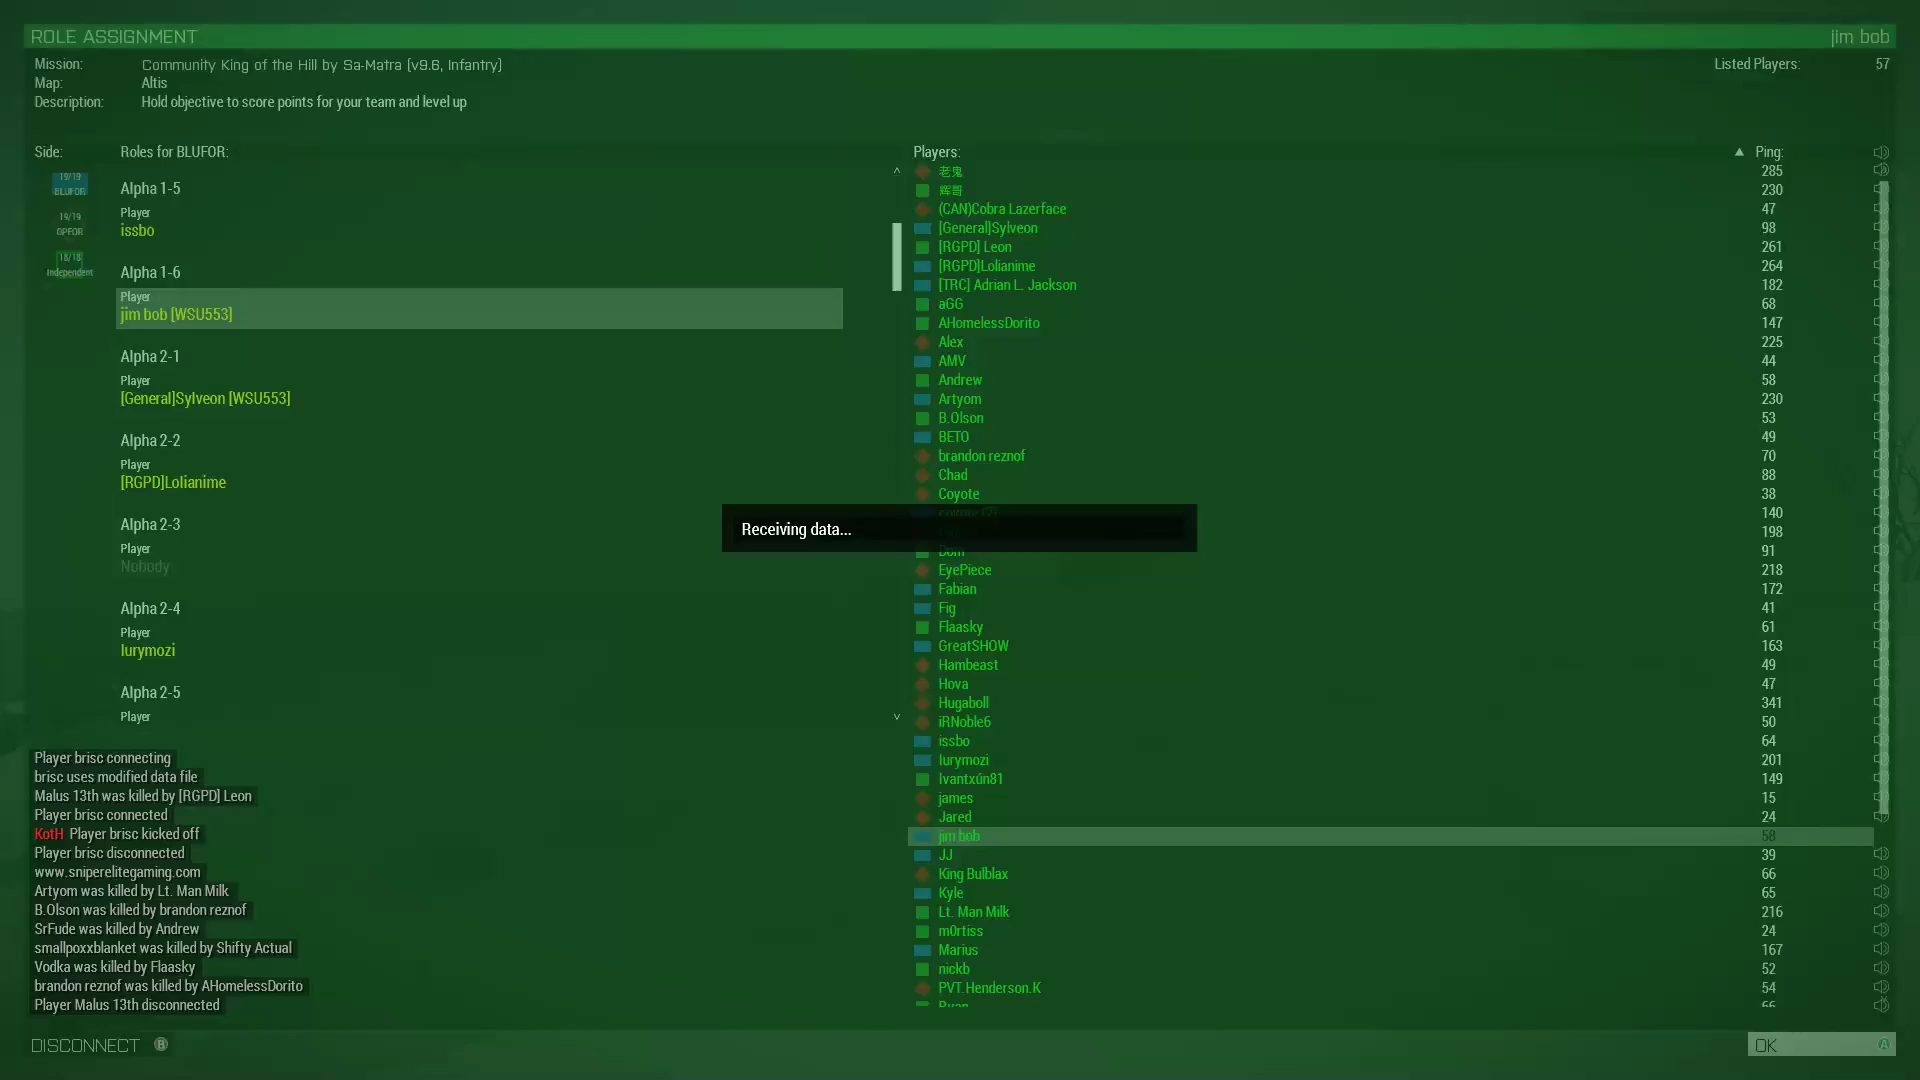 ROLE ASSIGNMENT
jim bob
Mission:
Community King of the Hill by Sa-Matra (v9.6, Infantry)
Listed Players:
57
Map:
Altis
Description:
Hold objective to score points for your team and level up
Side:
Roles for BLUFOR:
19/19
BLUFOR
19/19
OPFOR
18/18
Independent
Alpha 1-5
Player
issbo
Alpha 1-6
Player
jim bob [WSU553]
Alpha 2-1
Player
[General]Sylveon [WSU553]
Alpha 2-2
Player
[RGPD]Lolianime
Alpha 2-3
Player
Nobody
Alpha 2-4
Player
Iurymozi
Alpha 2-5
Player
Players:
Ping:
老鬼 285
辉哥 230
(CAN)Cobra Lazerface 47
[General]Sylveon 98
[RGPD] Leon 261
[RGPD]Lolianime 264
[TRC] Adrian L. Jackson 182
aGG 68
AHomelessDorito 147
Alex 225
AMV 44
Andrew 58
Artyom 230
B.Olson 53
BETO 49
brandon reznof 70
Chad 88
Coyote 38
coyote (2) 140
198
Dom 91
EyePiece 218
Fabian 172
Fig 41
Flaasky 61
GreatSHOW 163
Hambeast 49
Hova 47
Hugaboll 341
iRNoble6 50
issbo 64
Iurymozi 201
Ivantxún81 149
james 15
Jared 24
jim bob 58
JJ 39
King Bulblax 66
Kyle 65
Lt. Man Milk 216
m0rtiss 24
Marius 167
nickb 52
PVT.Henderson.K 54
Ryan 66
Receiving data...
Player brisc connecting
brisc uses modified data file
Malus 13th was killed by [RGPD] Leon
Player brisc connected
KotH Player brisc kicked off
Player brisc disconnected
www.sniperelitegaming.com
Artyom was killed by Lt. Man Milk
B.Olson was killed by brandon reznof
SrFude was killed by Andrew
smallpoxxblanket was killed by Shifty Actual
Vodka was killed by Flaasky
brandon reznof was killed by AHomelessDorito
Player Malus 13th disconnected
DISCONNECT B
OK A